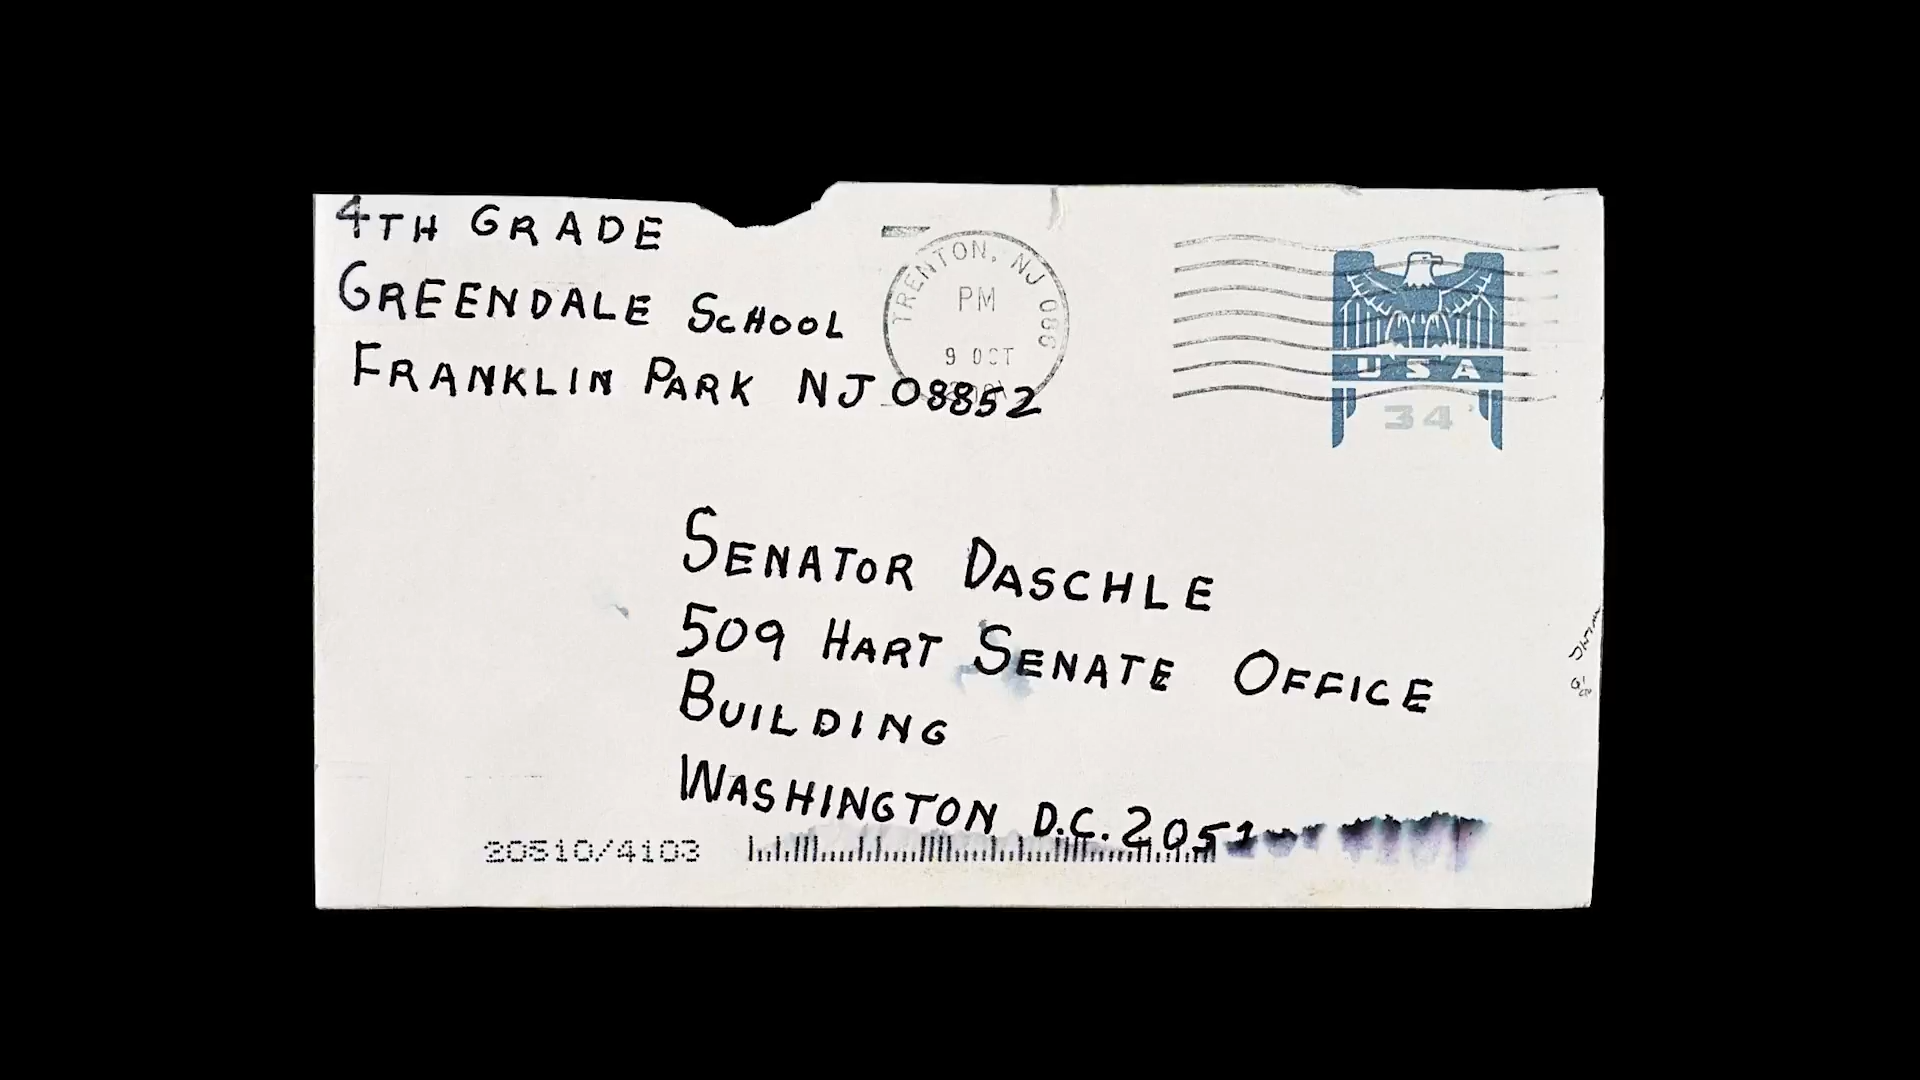 4TH GRADE
GREENDALE SCHOOL
FRANKLIN PARK NJ 08852
TRENTON, NJ 086
PM
9 OCT
USA
34
SENATOR DASCHLE
509 HART SENATE OFFICE
BUILDING
WASHINGTON D.C. 2051
20510/4103